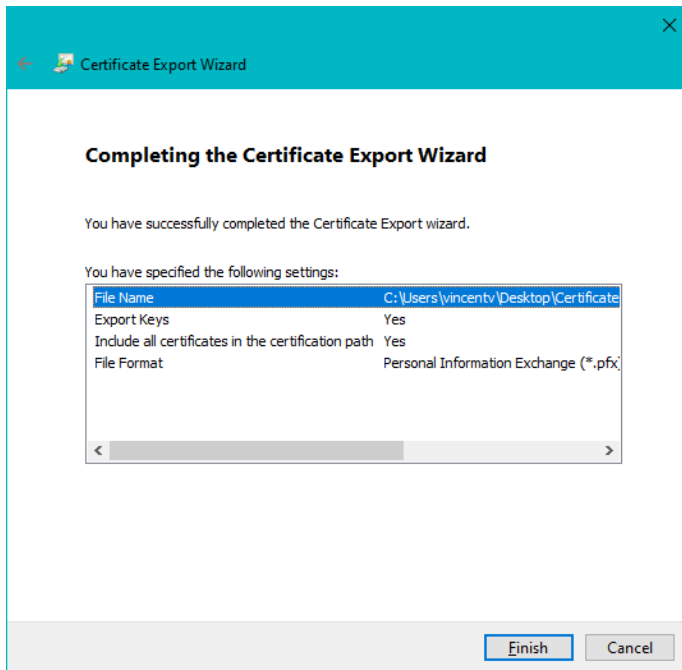 Certificate Export Wizard
Completing the Certificate Export Wizard
You have successfully completed the Certificate Export wizard.
You have specified the following settings:
File Name C:\Users\vincentv\Desktop\Certificate
Export Keys Yes
Include all certificates in the certification path Yes
File Format Personal Information Exchange (*.pfx)
Finish Cancel